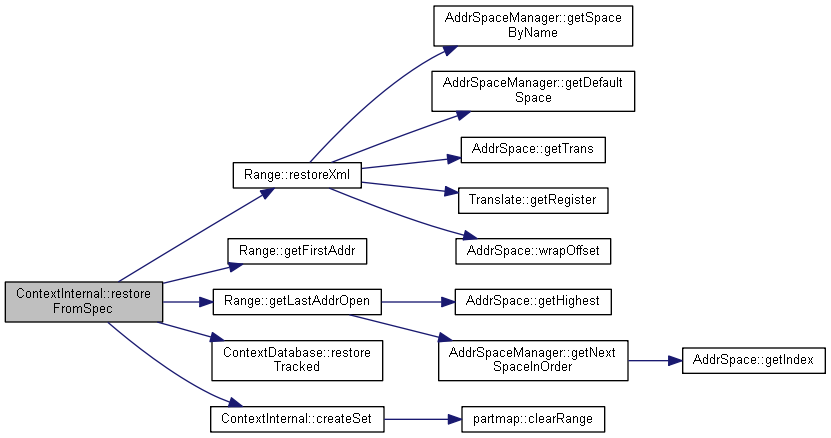 AddrSpaceManager::getSpace
ByName
AddrSpaceManager::getDefault
Space
AddrSpace::getTrans
Range::restoreXml
Translate::getRegister
Range::getFirstAddr
AddrSpace::wrapOffset
ContextInternal::restore
FromSpec
Range::getLastAddrOpen
AddrSpace::getHighest
ContextDatabase::restore
Tracked
AddrSpaceManager::getNext
SpaceInOrder
AddrSpace::getIndex
ContextInternal::createSet
partmap::clearRange